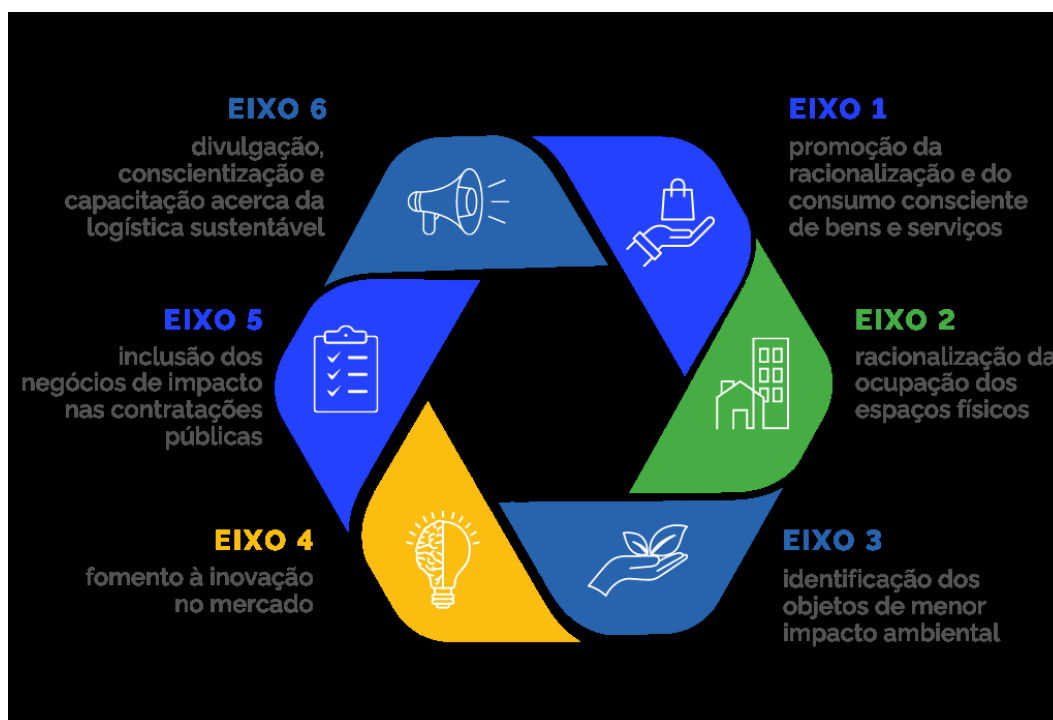 EIXO 1
promoção da
racionalização e do
consumo consciente
de bens e serviços
EIXO 2
racionalização da
ocupação dos
espaços físicos
EIXO 3
identificação dos
objetos de menor
impacto ambiental
EIXO 4
fomento à inovação
no mercado
EIXO 5
inclusão dos
negócios de impacto
nas contratações
públicas
EIXO 6
divulgação,
conscientização e
capacitação acerca da
logística sustentável